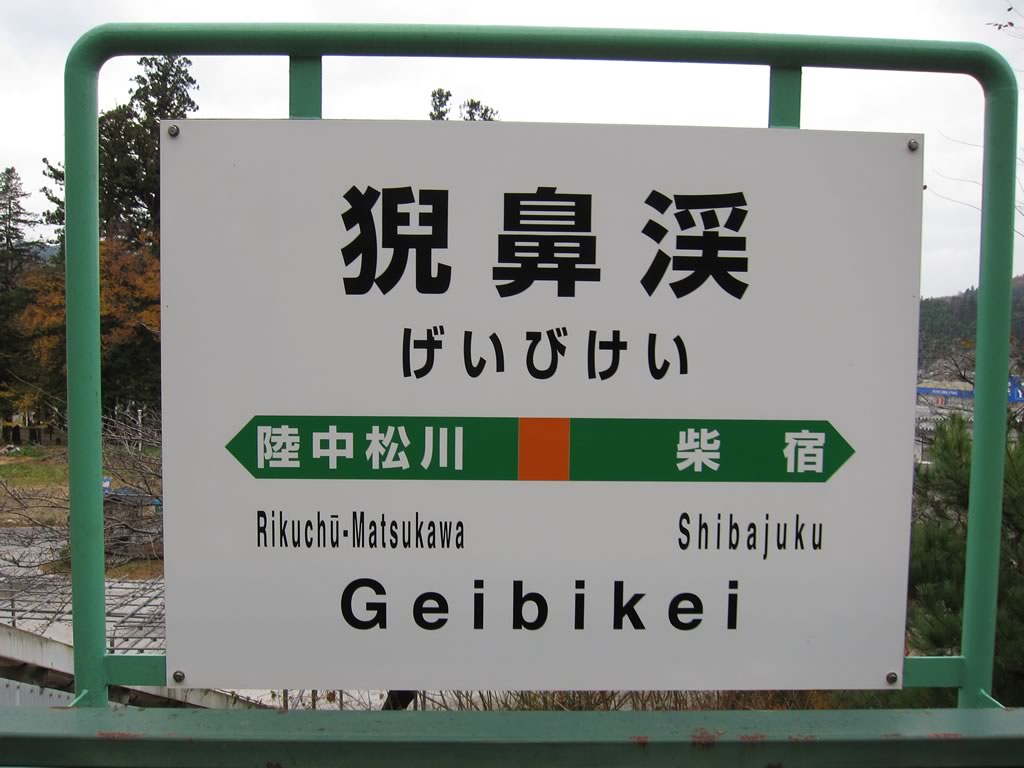 猊鼻渓
げいびけい
陸中松川 柴宿
Rikuchū-Matsukawa Shibajuku
Geibikei